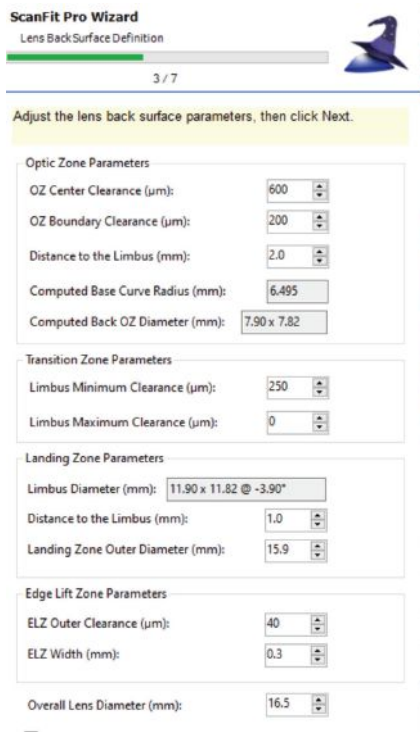 ScanFit Pro Wizard
Lens Back Surface Definition
3 / 7
Adjust the lens back surface parameters, then click Next.
Optic Zone Parameters
OZ Center Clearance (µm): 600
OZ Boundary Clearance (µm): 200
Distance to the Limbus (mm): 2.0
Computed Base Curve Radius (mm): 6.495
Computed Back OZ Diameter (mm): 7.90 x 7.82
Transition Zone Parameters
Limbus Minimum Clearance (µm): 250
Limbus Maximum Clearance (µm): 0
Landing Zone Parameters
Limbus Diameter (mm): 11.90 x 11.82 @ -3.90°
Distance to the Limbus (mm): 1.0
Landing Zone Outer Diameter (mm): 15.9
Edge Lift Zone Parameters
ELZ Outer Clearance (µm): 40
ELZ Width (mm): 0.3
Overall Lens Diameter (mm): 16.5